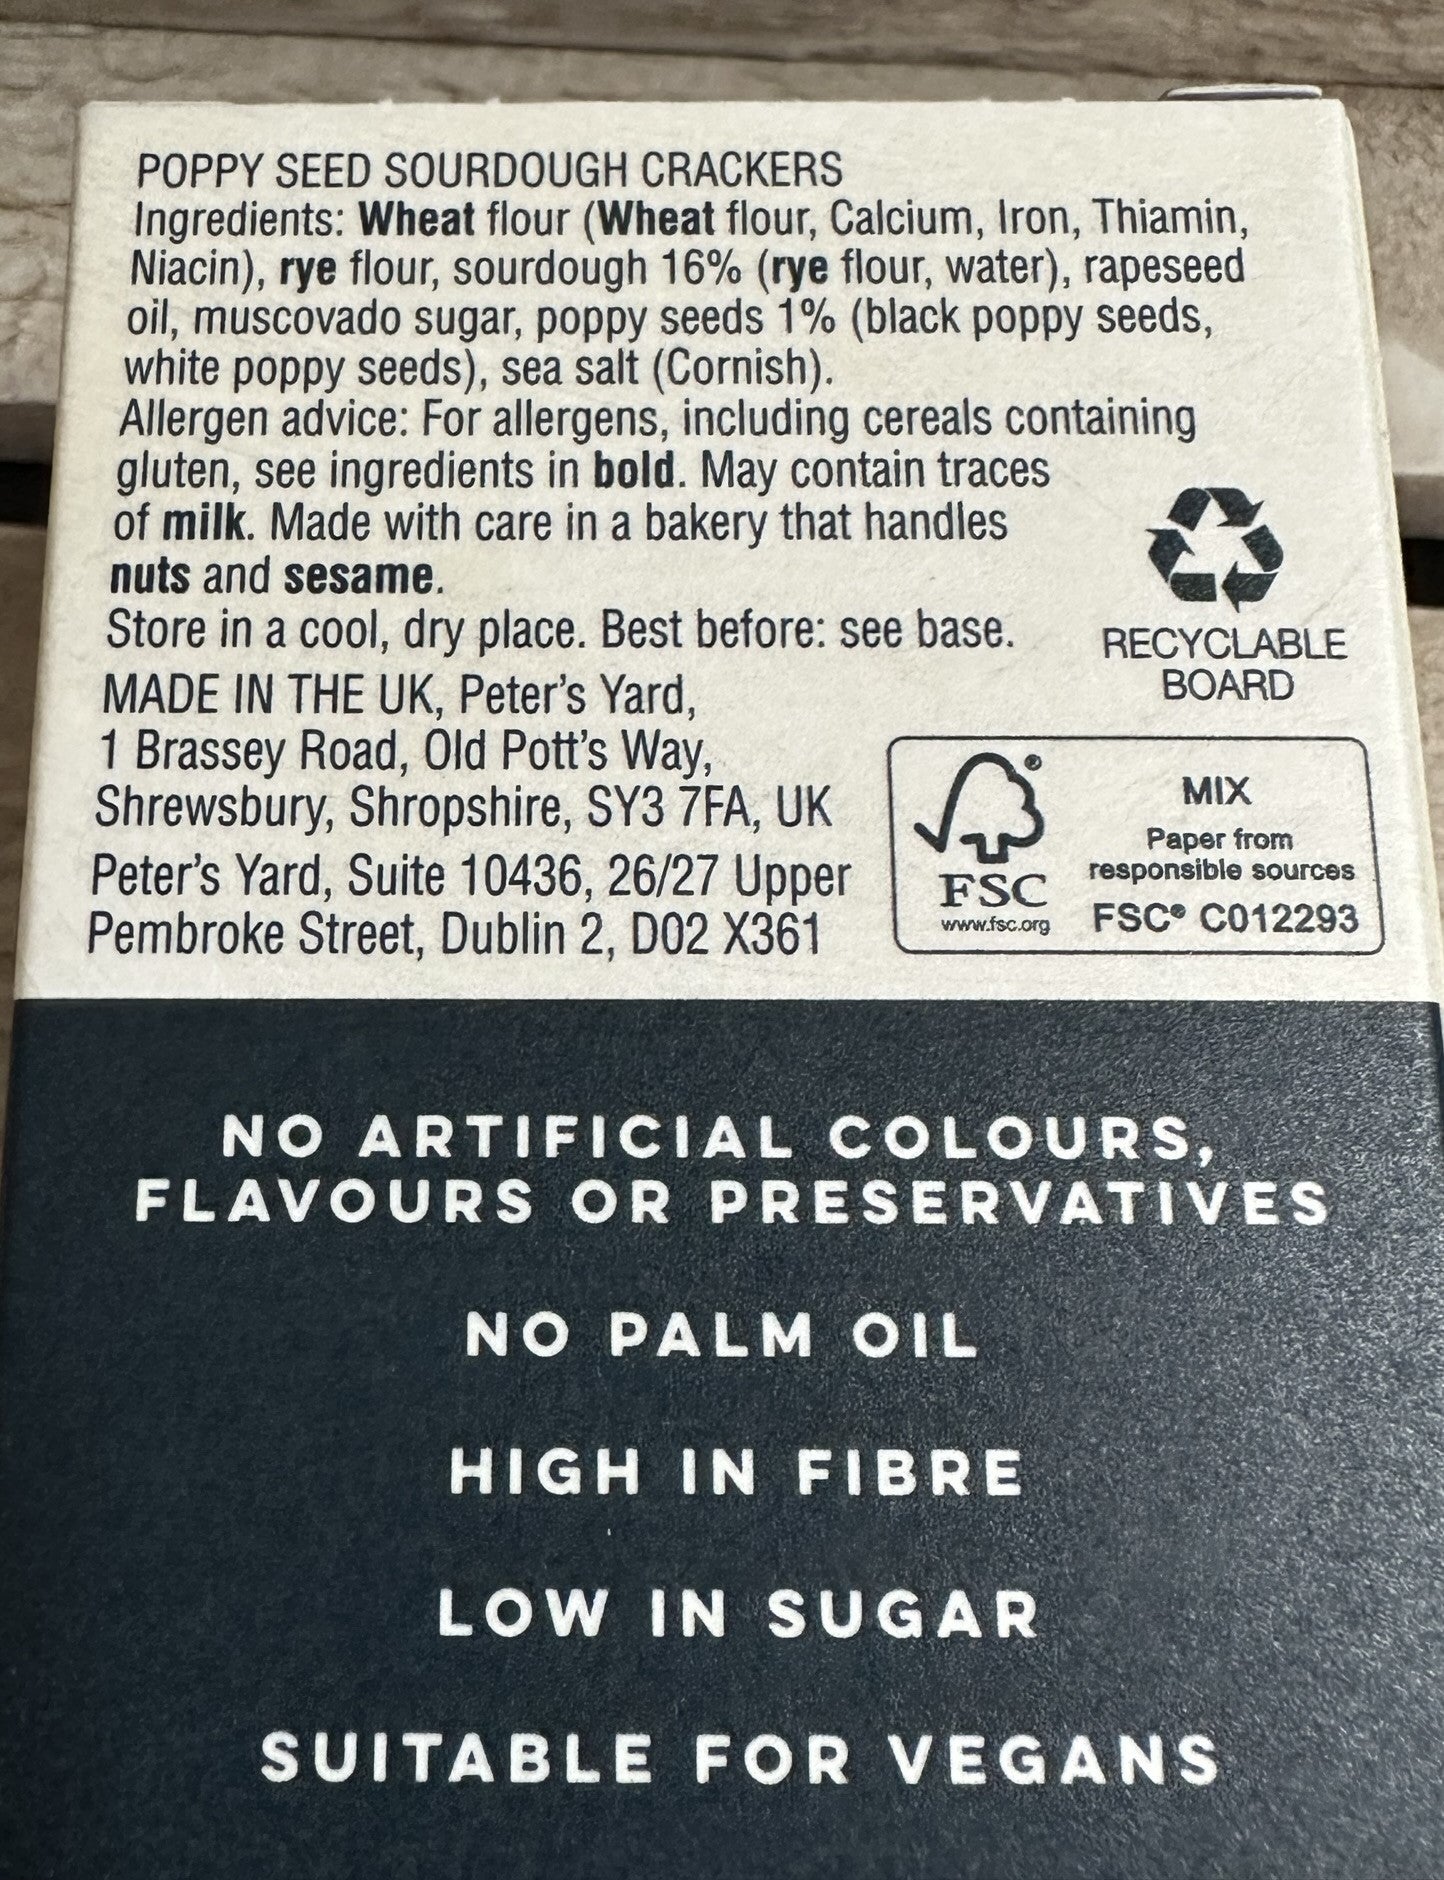 POPPY SEED SOURDOUGH CRACKERS
Ingredients: Wheat flour (Wheat flour, Calcium, Iron, Thiamin,
Niacin), rye flour, sourdough 16% (rye flour, water), rapeseed
oil, muscovado sugar, poppy seeds 1% (black poppy seeds,
white poppy seeds), sea salt (Cornish).
Allergen advice: For allergens, including cereals containing
gluten, see ingredients in bold. May contain traces
of milk. Made with care in a bakery that handles
nuts and sesame.
Store in a cool, dry place. Best before: see base.
MADE IN THE UK, Peter's Yard,
1 Brassey Road, Old Pott's Way,
Shrewsbury, Shropshire, SY3 7FA, UK
Peter's Yard, Suite 10436, 26/27 Upper
Pembroke Street, Dublin 2, D02 X361
RECYCLABLE
BOARD
®
FSC
www.fsc.org
MIX
Paper from
responsible sources
FSC® C012293
NO ARTIFICIAL COLOURS,
FLAVOURS OR PRESERVATIVES
NO PALM OIL
HIGH IN FIBRE
LOW IN SUGAR
SUITABLE FOR VEGANS